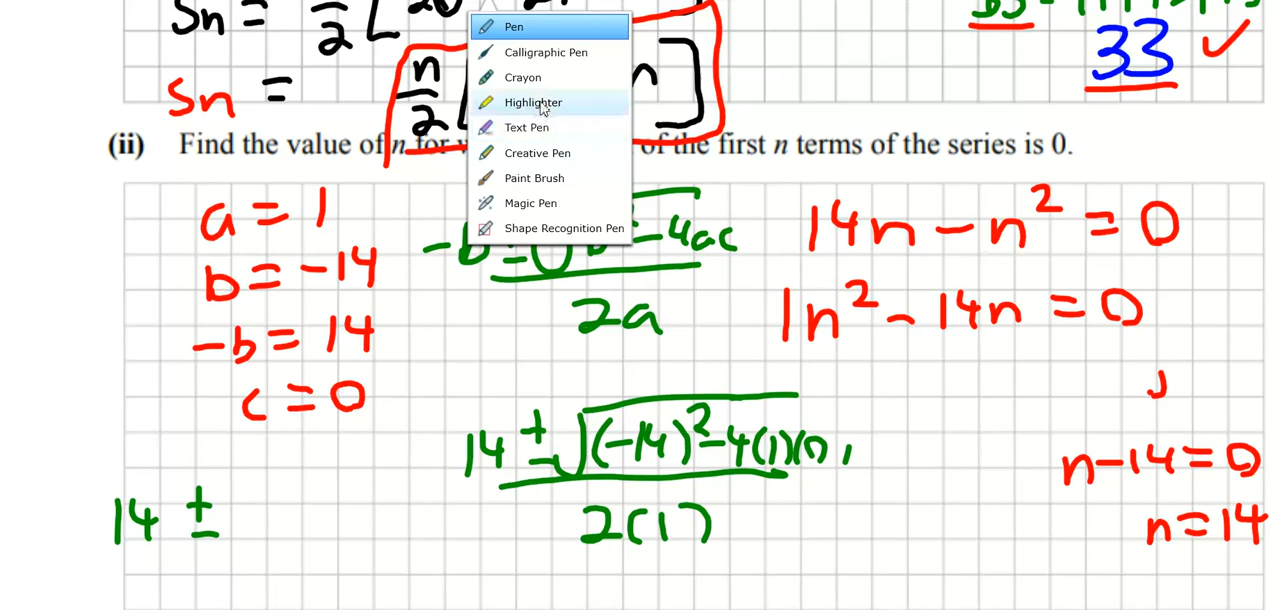 Sn = n/2 [
33
Sn = n/2 [ n ]
Pen
Calligraphic Pen
Crayon
Highlighter
Text Pen
Creative Pen
Paint Brush
Magic Pen
Shape Recognition Pen
(ii) Find the value of n for of the first n terms of the series is 0.
a = 1
b = -14
-b = 14
c = 0
-4ac
2a
14n - n² = 0
1n² - 14n = 0
14 ± √(-14)² - 4(1)(0)
2(1)
n - 14 = 0
n = 14
14 ±